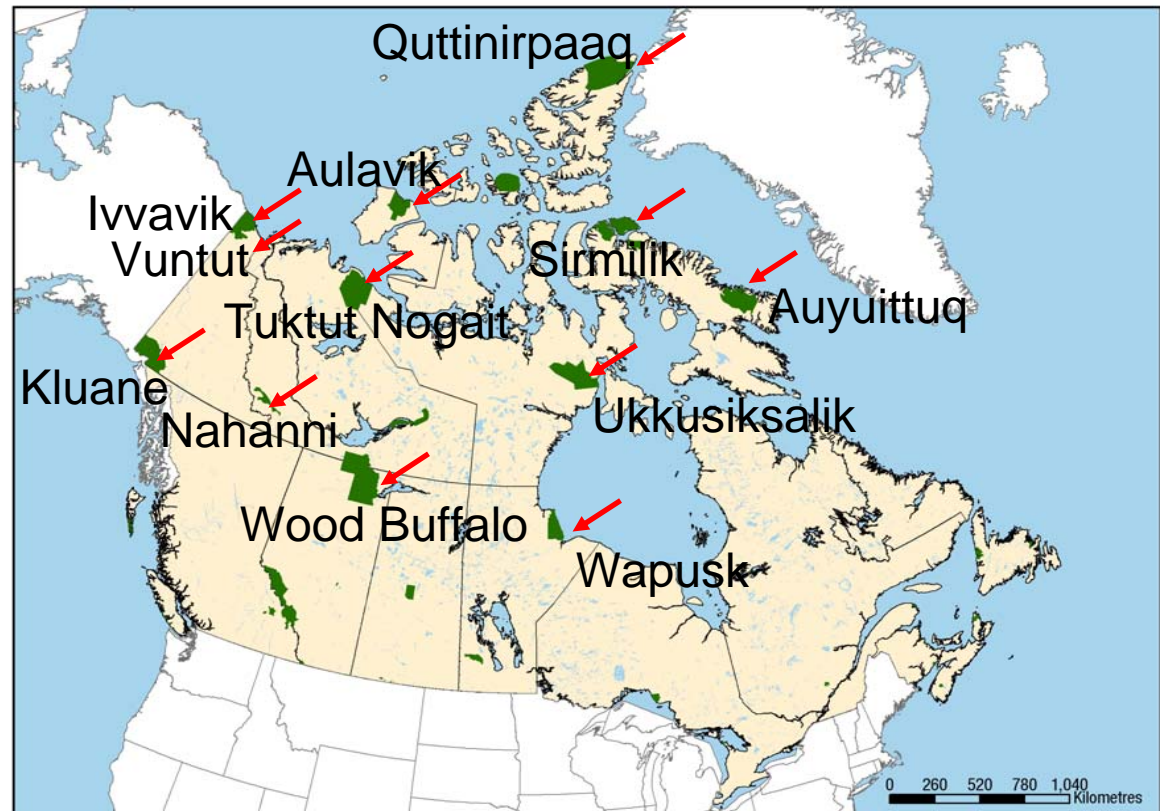 Quttinirpaaq
Aulavik
Ivvavik
Vuntut
Sirmilik
Tuktut Nogait
Auyuittuq
Kluane
Nahanni
Ukkusiksalik
Wood Buffalo
Wapusk
0 260 520 780 1,040
Kilometres